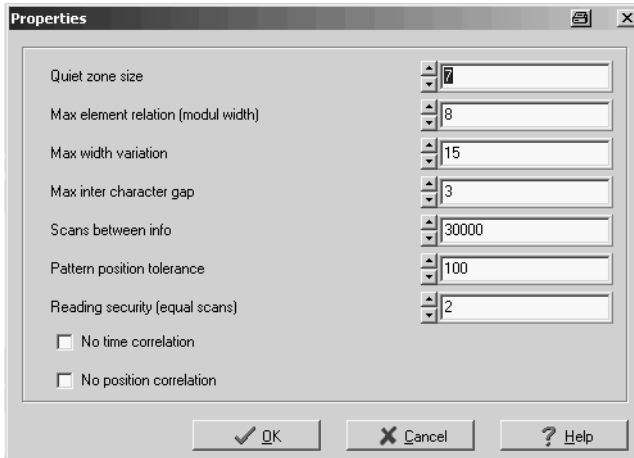 Properties
Quiet zone size 7
Max element relation (modul width) 8
Max width variation 15
Max inter character gap 3
Scans between info 30000
Pattern position tolerance 100
Reading security (equal scans) 2
No time correlation
No position correlation
OK Cancel Help